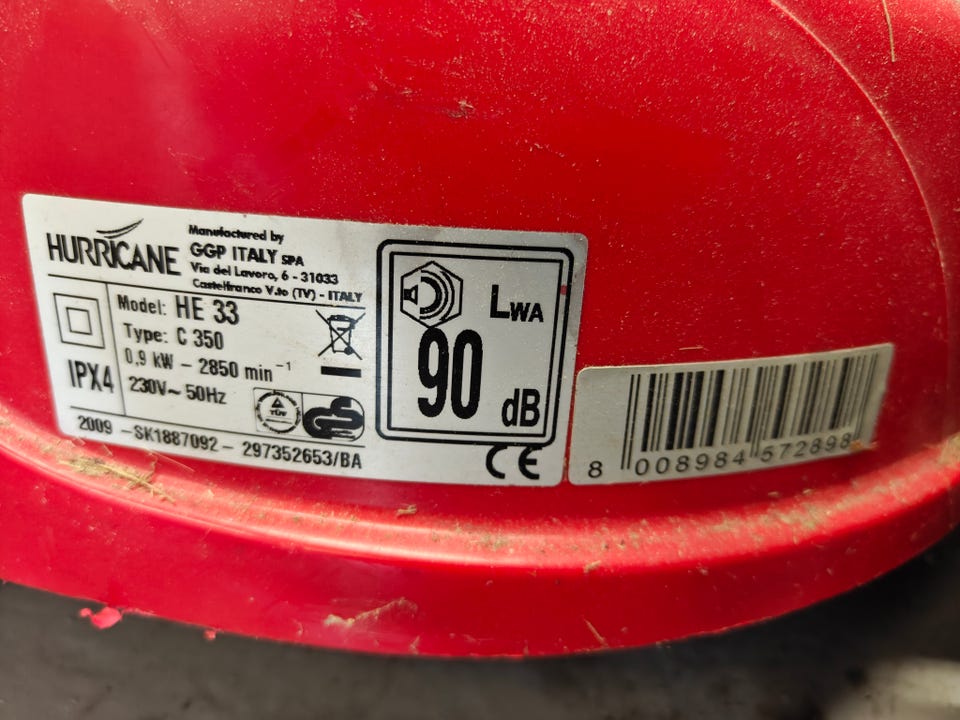 HURRICANE
Manufactured by
GGP ITALY SPA
Via del Lavoro, 6 - 31033
Castelfranco V.to (TV) - ITALY
Model: HE 33
Type: C 350
0,9 kW - 2850 min⁻¹
230V~ 50Hz
IPX4
TÜV
GS
2009 -SK1887092- 297352653/BA
LWA
90
dB
CE
8 008984 572898